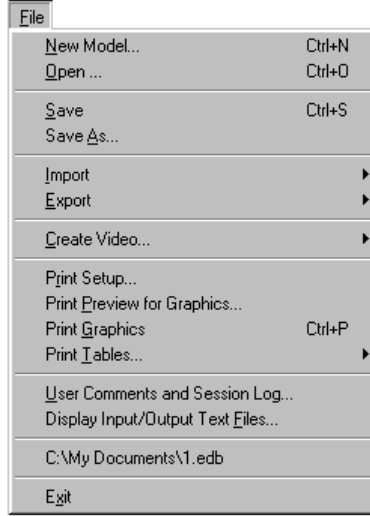 File
New Model... Ctrl+N
Open ... Ctrl+O
Save Ctrl+S
Save As...
Import
Export
Create Video...
Print Setup...
Print Preview for Graphics...
Print Graphics Ctrl+P
Print Tables...
User Comments and Session Log...
Display Input/Output Text Files...
C:\My Documents\1.edb
Exit